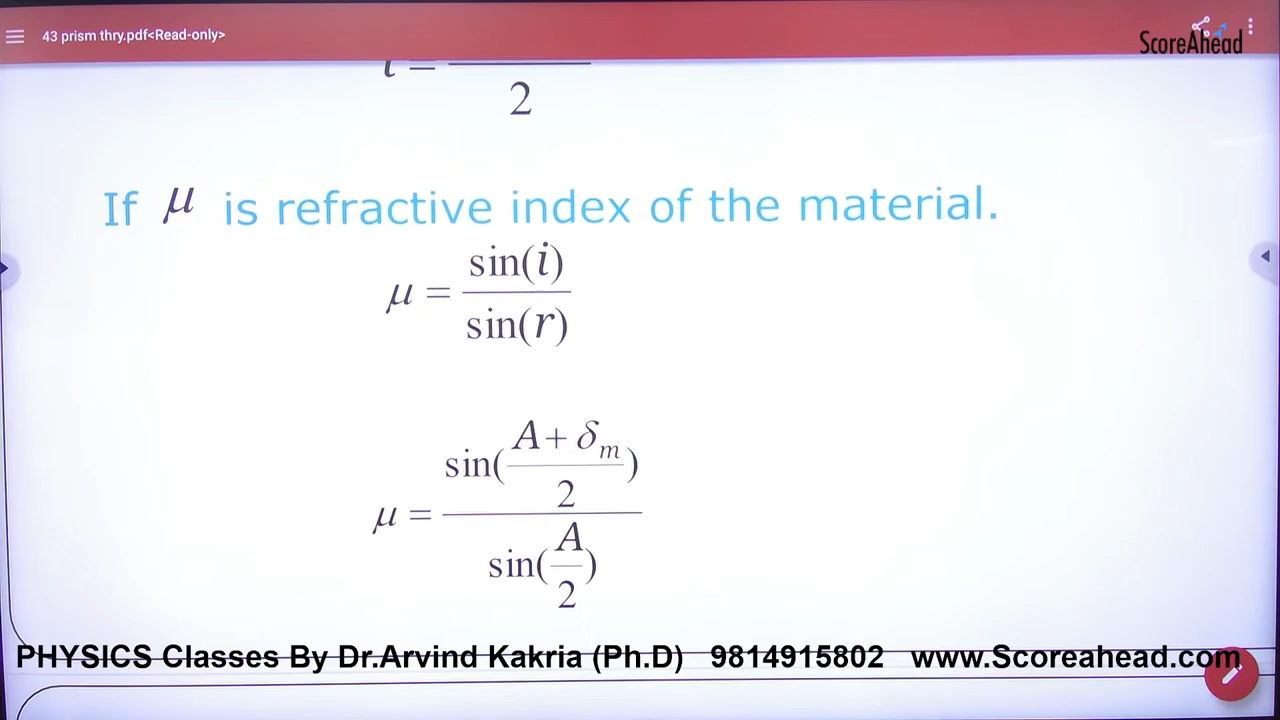 43 prism thry.pdf<Read-only>
ScoreAhead
i = 
2
If μ is refractive index of the material.
μ = sin(i) / sin(r)
μ = sin((A + δm) / 2) / sin(A / 2)
PHYSICS Classes By Dr.Arvind Kakria (Ph.D) 9814915802 www.Scoreahead.com